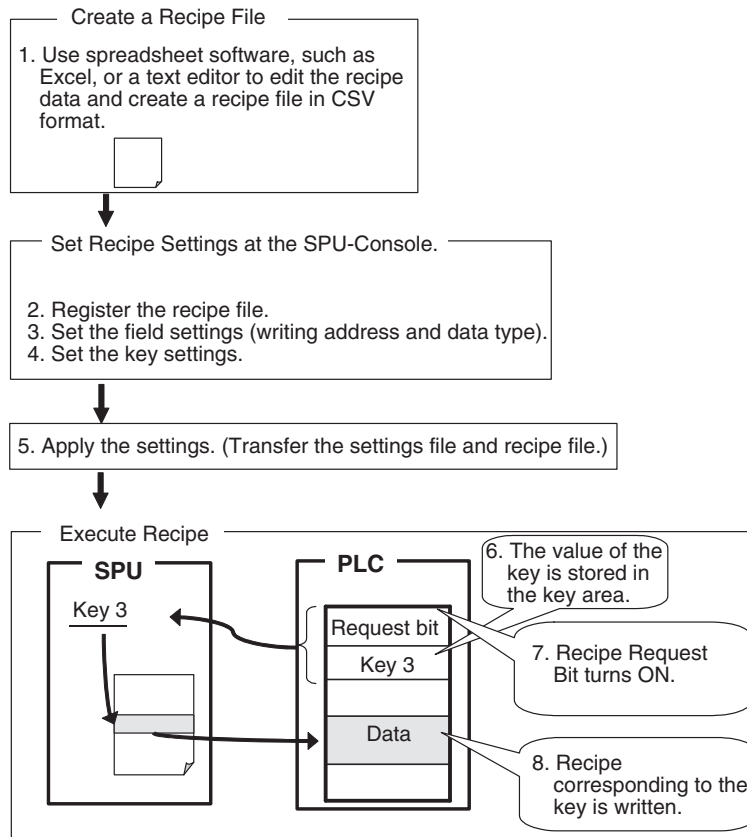 Create a Recipe File
1. Use spreadsheet software, such as
Excel, or a text editor to edit the recipe
data and create a recipe file in CSV
format.
Set Recipe Settings at the SPU-Console.
2. Register the recipe file.
3. Set the field settings (writing address and data type).
4. Set the key settings.
5. Apply the settings. (Transfer the settings file and recipe file.)
Execute Recipe
SPU
Key 3
PLC
Request bit
Key 3
Data
6. The value of the
key is stored in
the key area.
7. Recipe Request
Bit turns ON.
8. Recipe
corresponding to the
key is written.